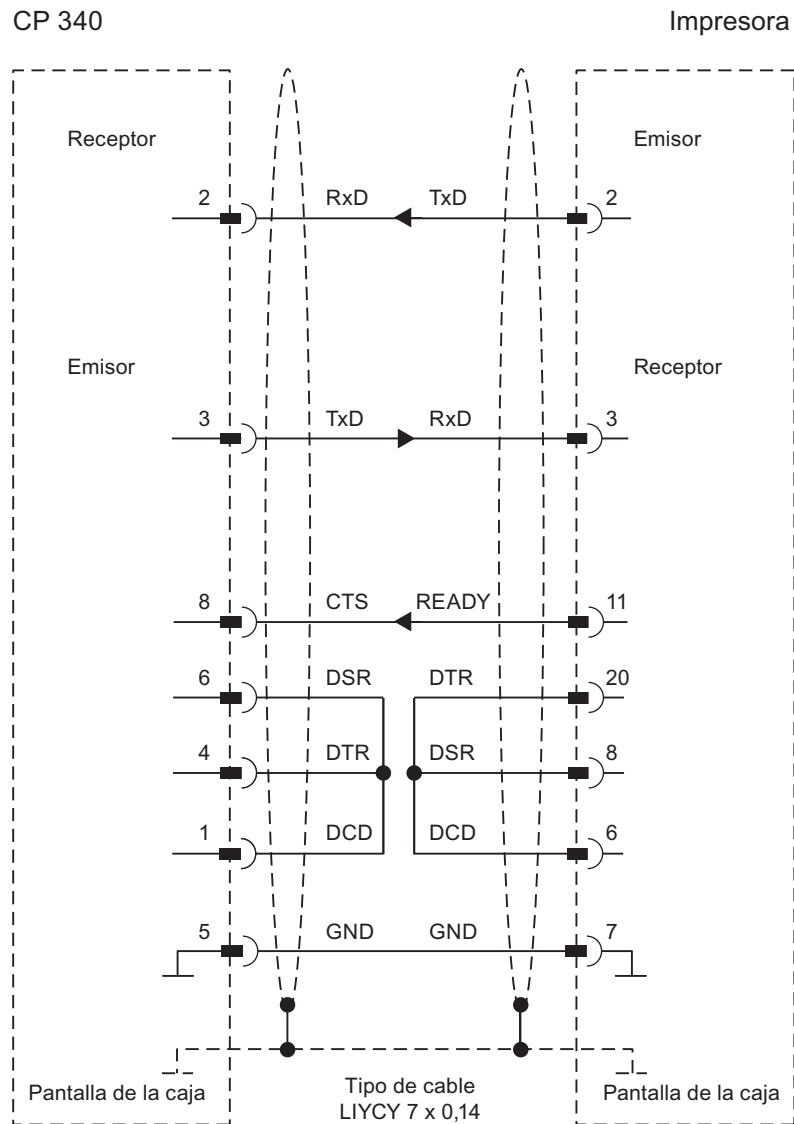 CP 340 Impresora
Receptor Emisor
2 RxD TxD 2
Emisor Receptor
3 TxD RxD 3
8 CTS READY 11
6 DSR DTR 20
4 DTR DSR 8
1 DCD DCD 6
5 GND GND 7
Pantalla de la caja Tipo de cable Pantalla de la caja
LIYCY 7 x 0,14